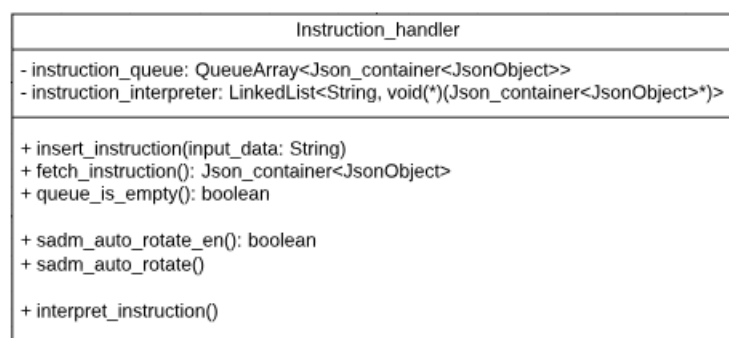 Instruction_handler
- instruction_queue: QueueArray<Json_container<JsonObject>>
- instruction_interpreter: LinkedList<String, void(*)(Json_container<JsonObject>*)>
+ insert_instruction(input_data: String)
+ fetch_instruction(): Json_container<JsonObject>
+ queue_is_empty(): boolean
+ sadm_auto_rotate_en(): boolean
+ sadm_auto_rotate()
+ interpret_instruction()